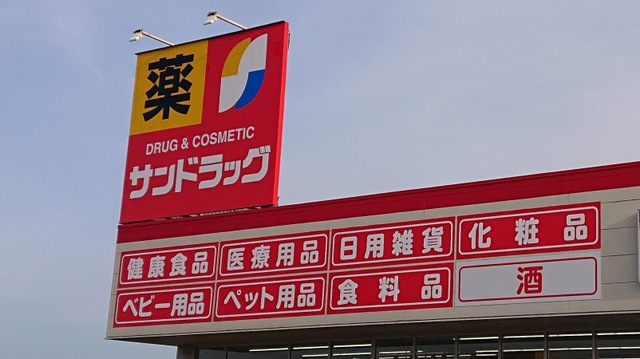 薬
DRUG & COSMETIC
サンドラッグ
健康食品 医療用品 日用雑貨 化粧品
ベビー用品 ペット用品 食料品 酒